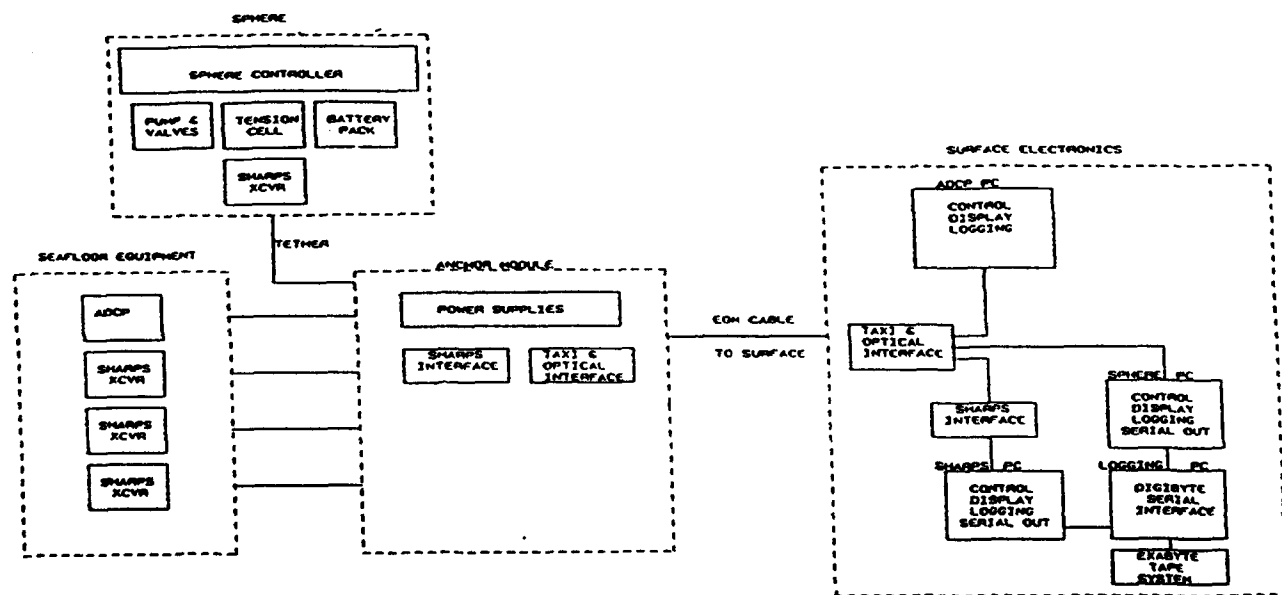 SPHERE
SPHERE CONTROLLER
PUMP &
VALVES
TENSION
CELL
BATTERY
PACK
SHARPS
XCVR
TETHER
SEAFLOOR EQUIPMENT
ADCP
SHARPS
XCVR
SHARPS
XCVR
SHARPS
XCVR
ANCHOR MODULE
POWER SUPPLIES
SHARPS
INTERFACE
TAXI &
OPTICAL
INTERFACE
EOM CABLE
TO SURFACE
SURFACE ELECTRONICS
ADCP PC
CONTROL
DISPLAY
LOGGING
TAXI &
OPTICAL
INTERFACE
SHARPS
INTERFACE
SPHERE PC
CONTROL
DISPLAY
LOGGING
SERIAL OUT
SHARPS PC
CONTROL
DISPLAY
LOGGING
SERIAL OUT
LOGGING PC
DIGIBYTE
SERIAL
INTERFACE
EXABYTE
TAPE
SYSTEM